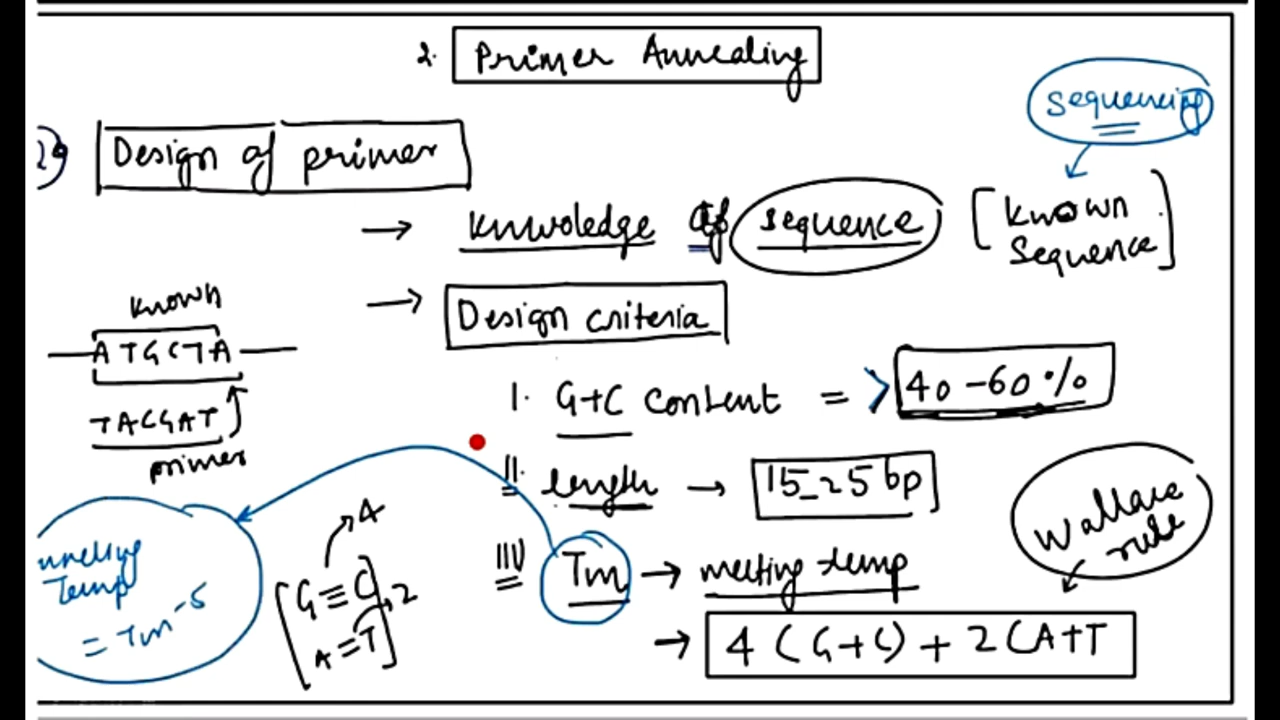 2. Primer Annealing
Sequencing
Design of primer
→ Knwoledge of sequence [Known Sequence]
→ Design criteria
Known
ATGCTA
TACGAT
primer
I. G+C content = > 40-60%
II. length → 15-25 bp
III Tm → melting temp
→ 4 (G+C) + 2(A+T
Wallace rule
G≡C 4
A=T 2
Temp
= Tm-5